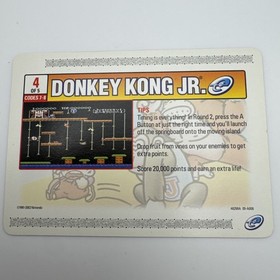 4
OF 5
CODES 7-8
DONKEY KONG JR.
TIPS
Timing is everything! In Round 2, press the A
Button at just the right time and you'll launch
off the springboard onto the moving island.
Drop fruit from vines on your enemies to get
extra points.
Score 20,000 points and earn an extra life!